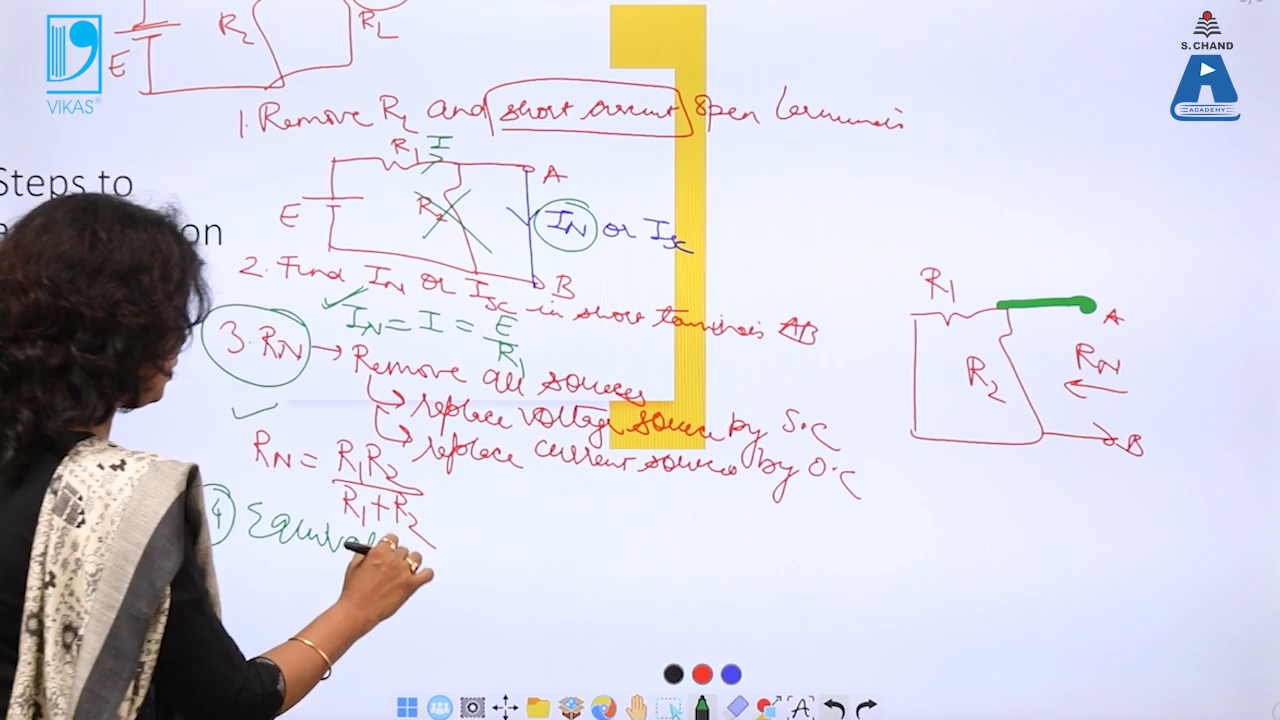 VIKAS®
S. CHAND
ACADEMY
E
R2
RL
1. Remove RL and short circuit open terminals
R1 I
A
E
R2
IN or Isc
B
Steps to
on
2. Find IN or Isc in short terminals AB
IN = I = E/R1
3. RN → Remove all sources
→ replace voltage source by S.C
→ replace current source by O.C
RN = R1R2/R1+R2
4 Equival
R1
A
R2
RN
B